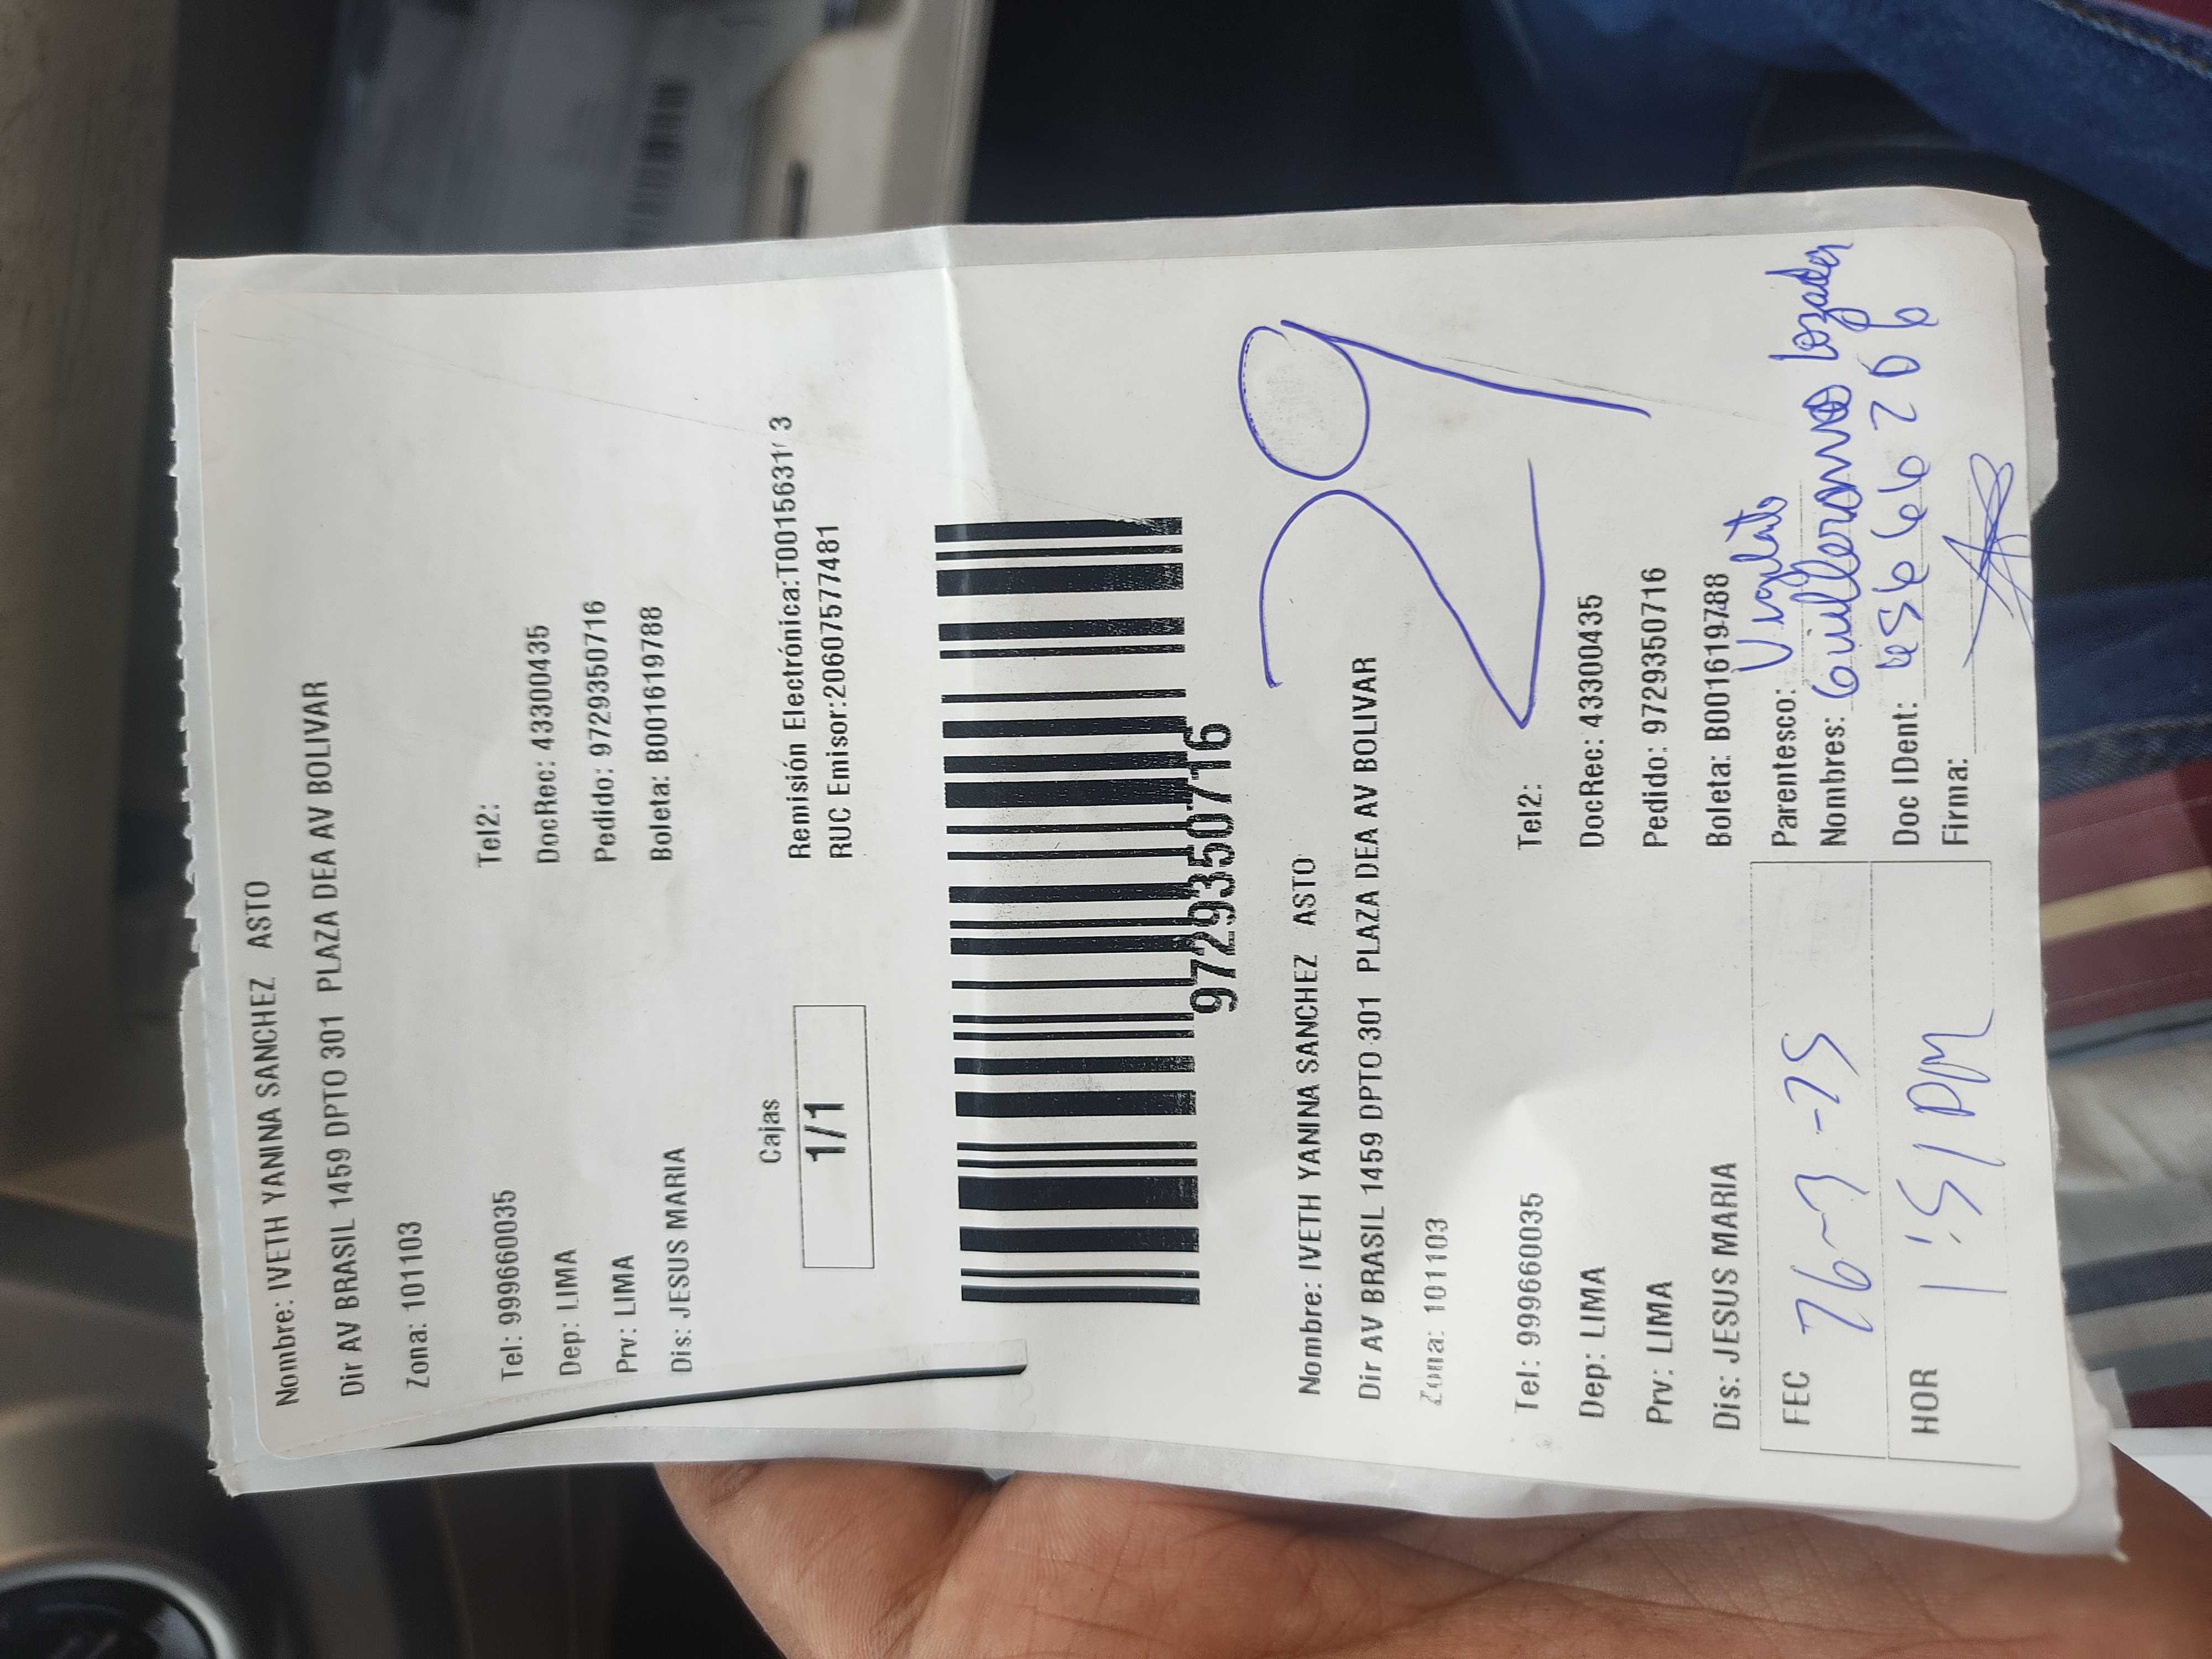 Nombre: IVETH YANINA SANCHEZ ASTO
Dir AV BRASIL 1459 DPTO 301 PLAZA DEA AV BOLIVAR
Zona: 101103
Tel: 999660035 Tel2:
Dep: LIMA DocRec: 43300435
Prv: LIMA Pedido: 9729350716
Dis: JESUS MARIA Boleta: B001619788
Cajas
1/1
Remisión Electrónica:
RUC Emisor:20607577481
9729350716
Nombre: IVETH YANINA SANCHEZ ASTO
Dir AV BRASIL 1459 DPTO 301 PLAZA DEA AV BOLIVAR
29
Zona: 101103
Tel: 999660035 Tel2:
Dep: LIMA DocRec: 43300435
Prv: LIMA Pedido: 9729350716
Dis: JESUS MARIA Boleta: B001619788
FEC 26-3-25 Parentesco:
Nombres: Lozada
HOR 1:51 PM Doc IDent:
Firma: